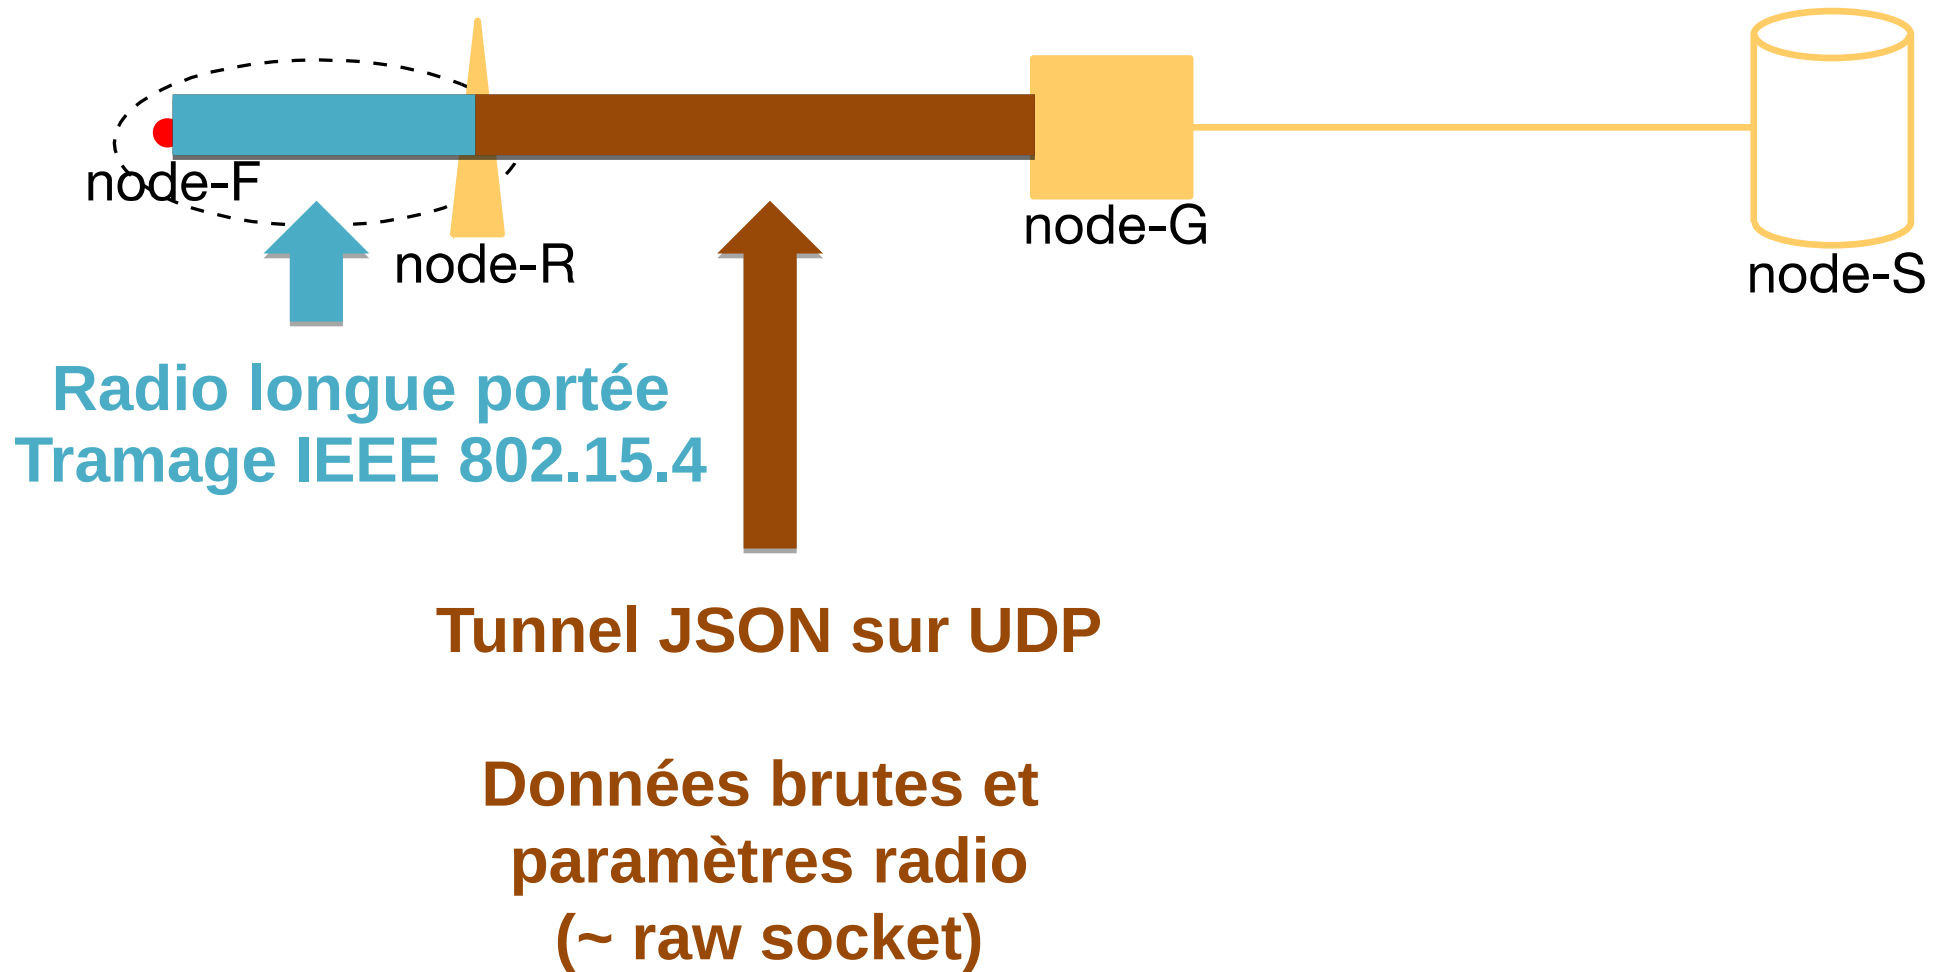 node-F
node-R
node-G
node-S
Radio longue portée
Tramage IEEE 802.15.4
Tunnel JSON sur UDP
Données brutes et
paramètres radio
(~ raw socket)